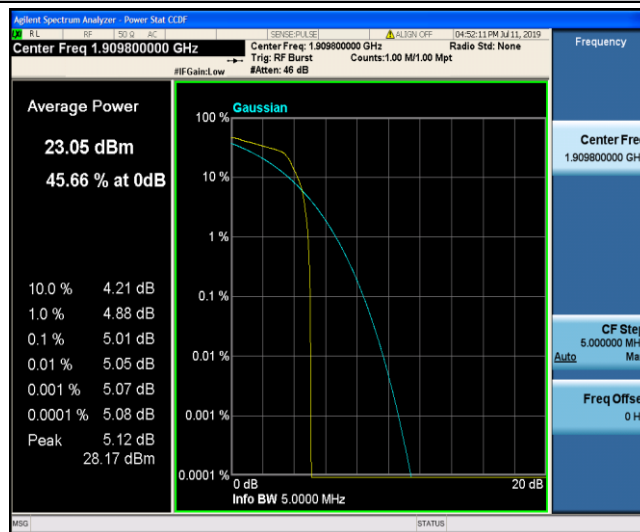 Agilent Spectrum Analyzer - Power Stat CCDF
RL RF 50 Ω AC SENSE:PULSE ALIGN OFF 04:52:11 PM Jul 11, 2019
Center Freq 1.909800000 GHz
Center Freq: 1.909800000 GHz Radio Std: None
Trig: RF Burst Counts:1.00 M/1.00 Mpt
#IFGain:Low #Atten: 46 dB
Frequency
Average Power
23.05 dBm
45.66 % at 0dB
10.0 % 4.21 dB
1.0 % 4.88 dB
0.1 % 5.01 dB
0.01 % 5.05 dB
0.001 % 5.07 dB
0.0001 % 5.08 dB
Peak 5.12 dB
28.17 dBm
Gaussian
100 %
10 %
1 %
0.1 %
0.01 %
0.001 %
0.0001 %
0 dB 20 dB
Info BW 5.0000 MHz
Center Fre
1.909800000 GH
CF Step
5.000000 MH
Auto Ma
Freq Offse
0 H
MSG STATUS